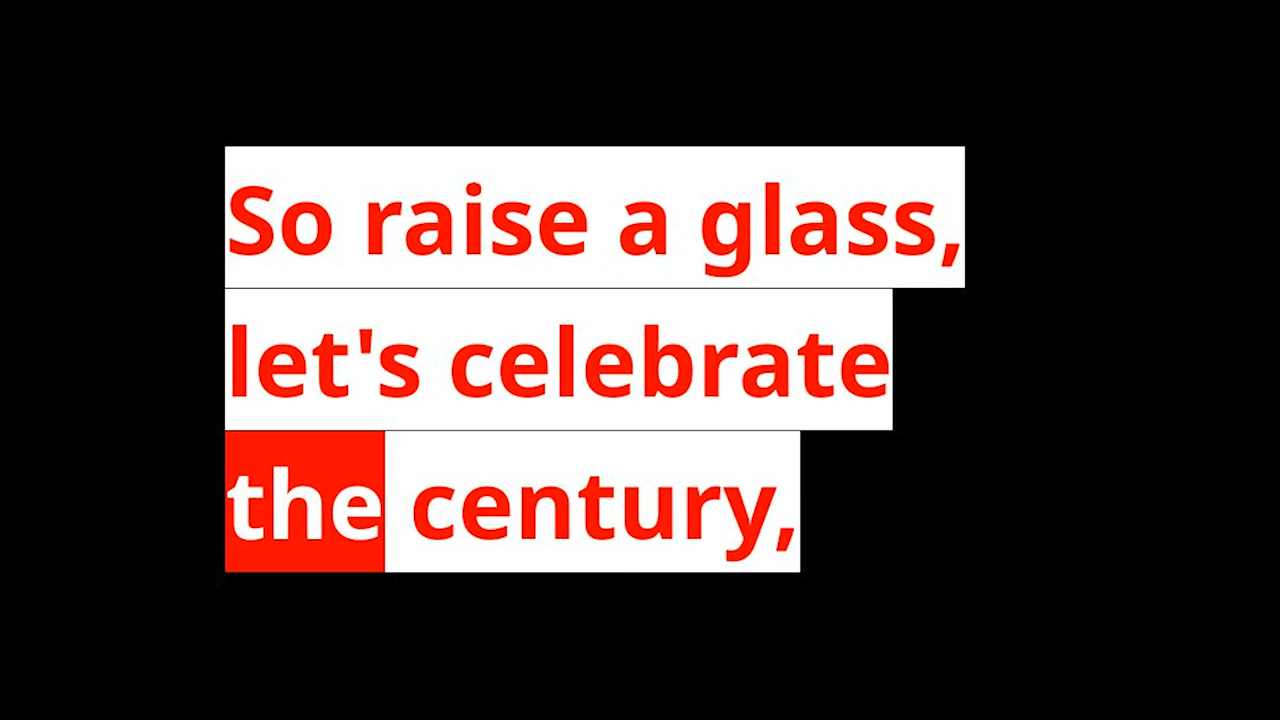 So raise a glass,
let's celebrate
the century,